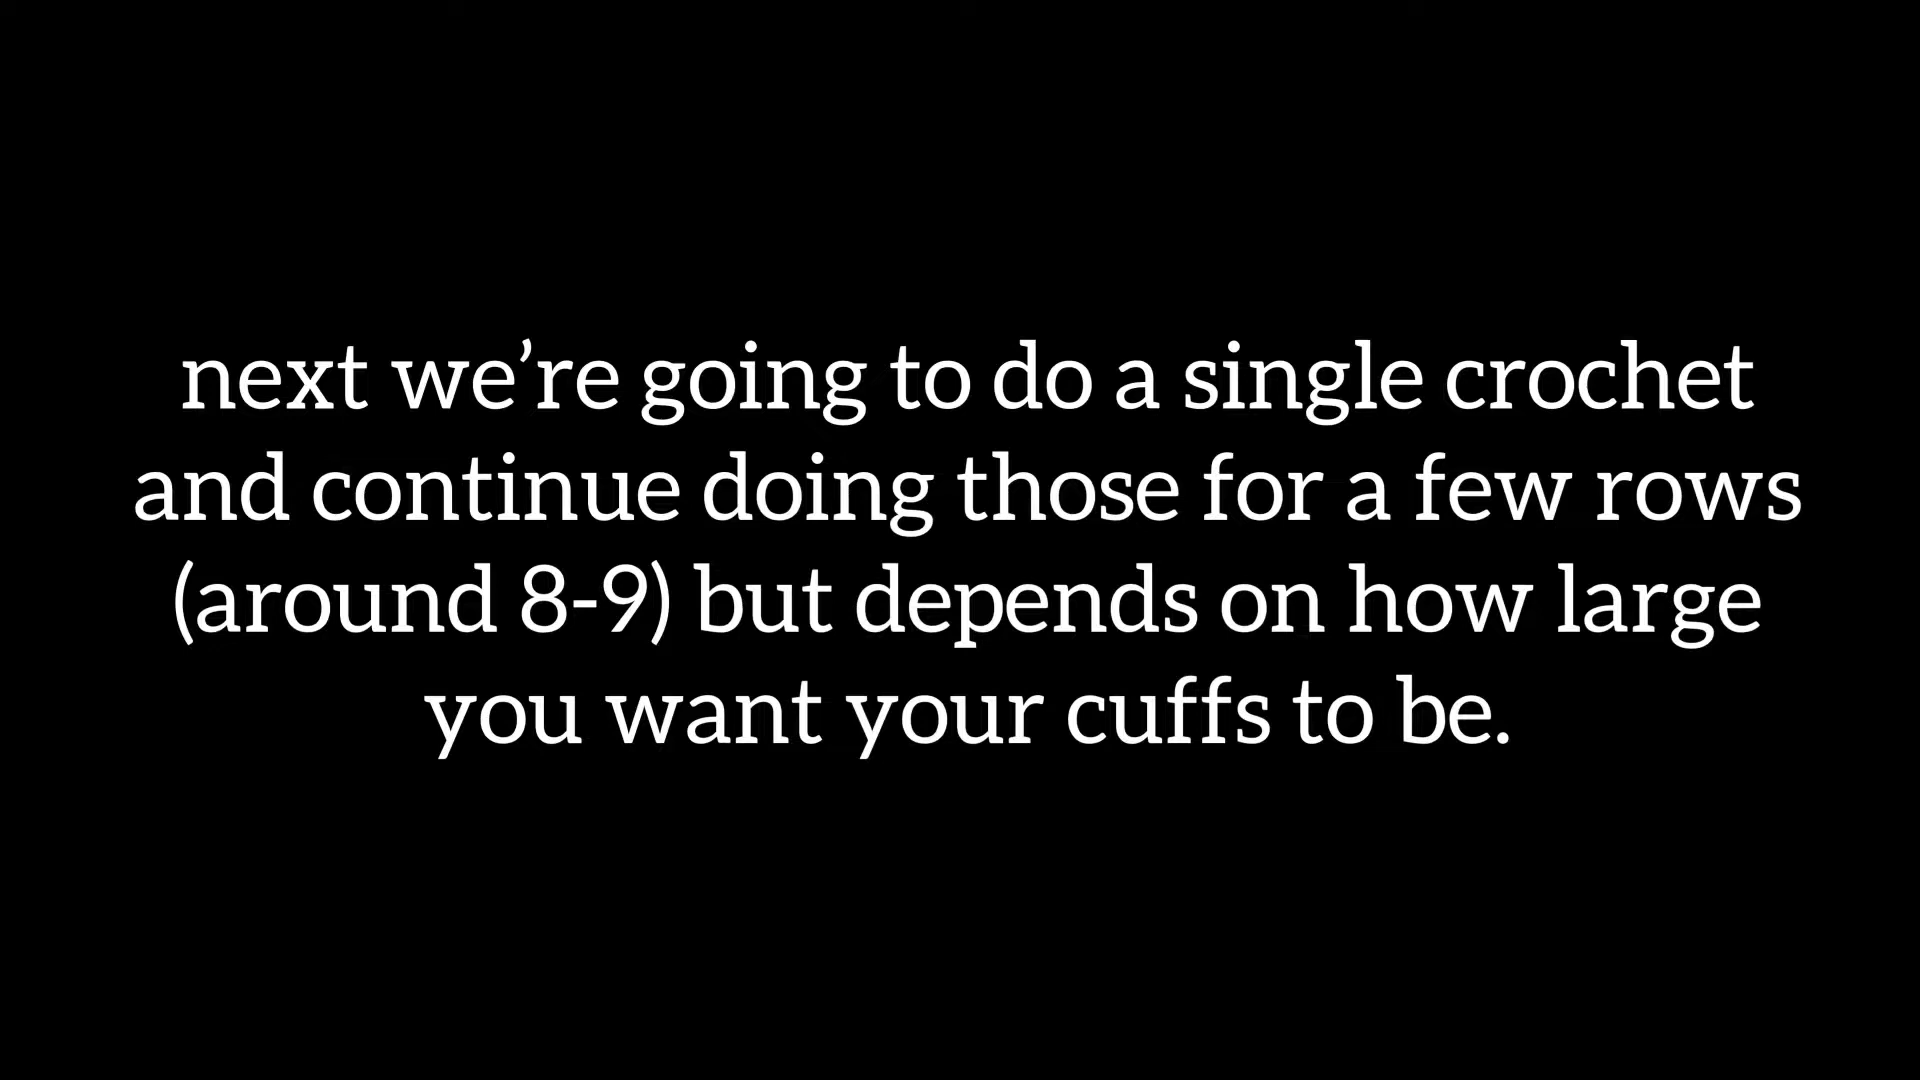 next we’re going to do a single crochet
and continue doing those for a few rows
(around 8-9) but depends on how large
you want your cuffs to be.